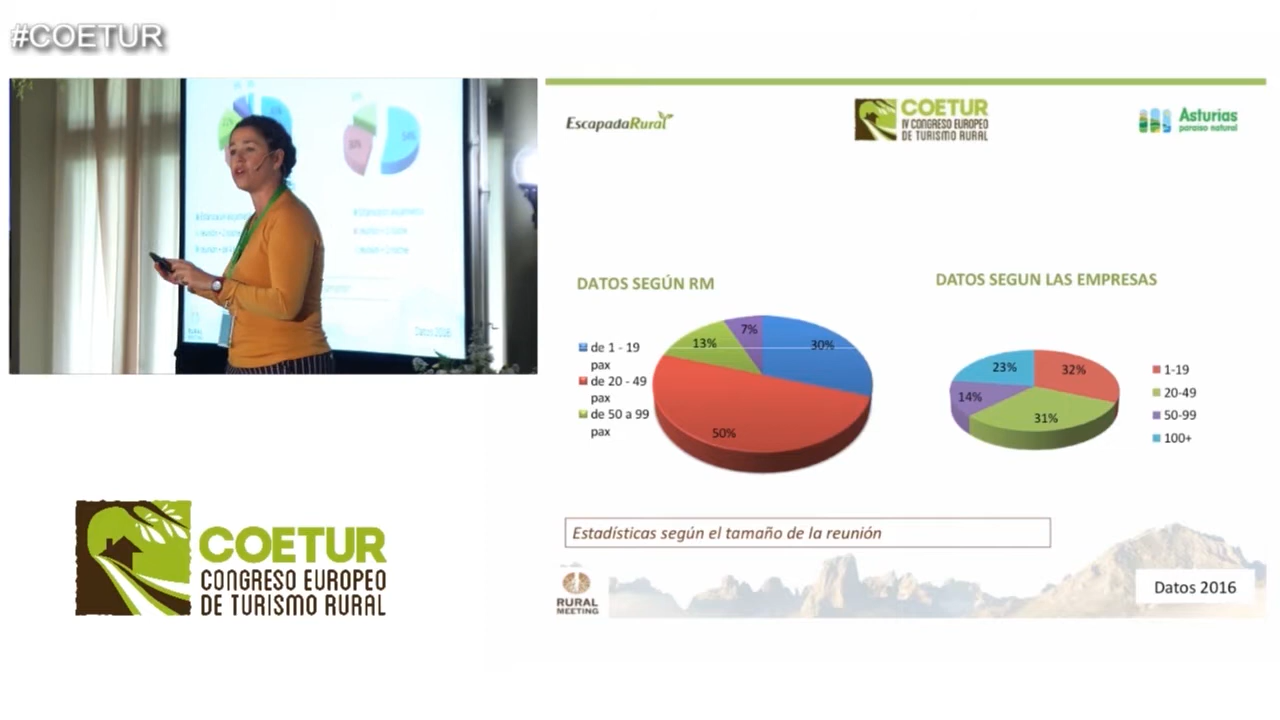 #COETUR
54%
Datos 2016
COETUR
CONGRESO EUROPEO
DE TURISMO RURAL
EscapadaRural
COETUR
IV CONGRESO EUROPEO
DE TURISMO RURAL
Asturias
paraíso natural
DATOS SEGÚN RM
de 1 - 19
pax
de 20 - 49
pax
de 50 a 99
pax
30%
50%
13%
7%
DATOS SEGUN LAS EMPRESAS
32%
31%
14%
23%
1-19
20-49
50-99
100+
Estadísticas según el tamaño de la reunión
RURAL
MEETING
Datos 2016